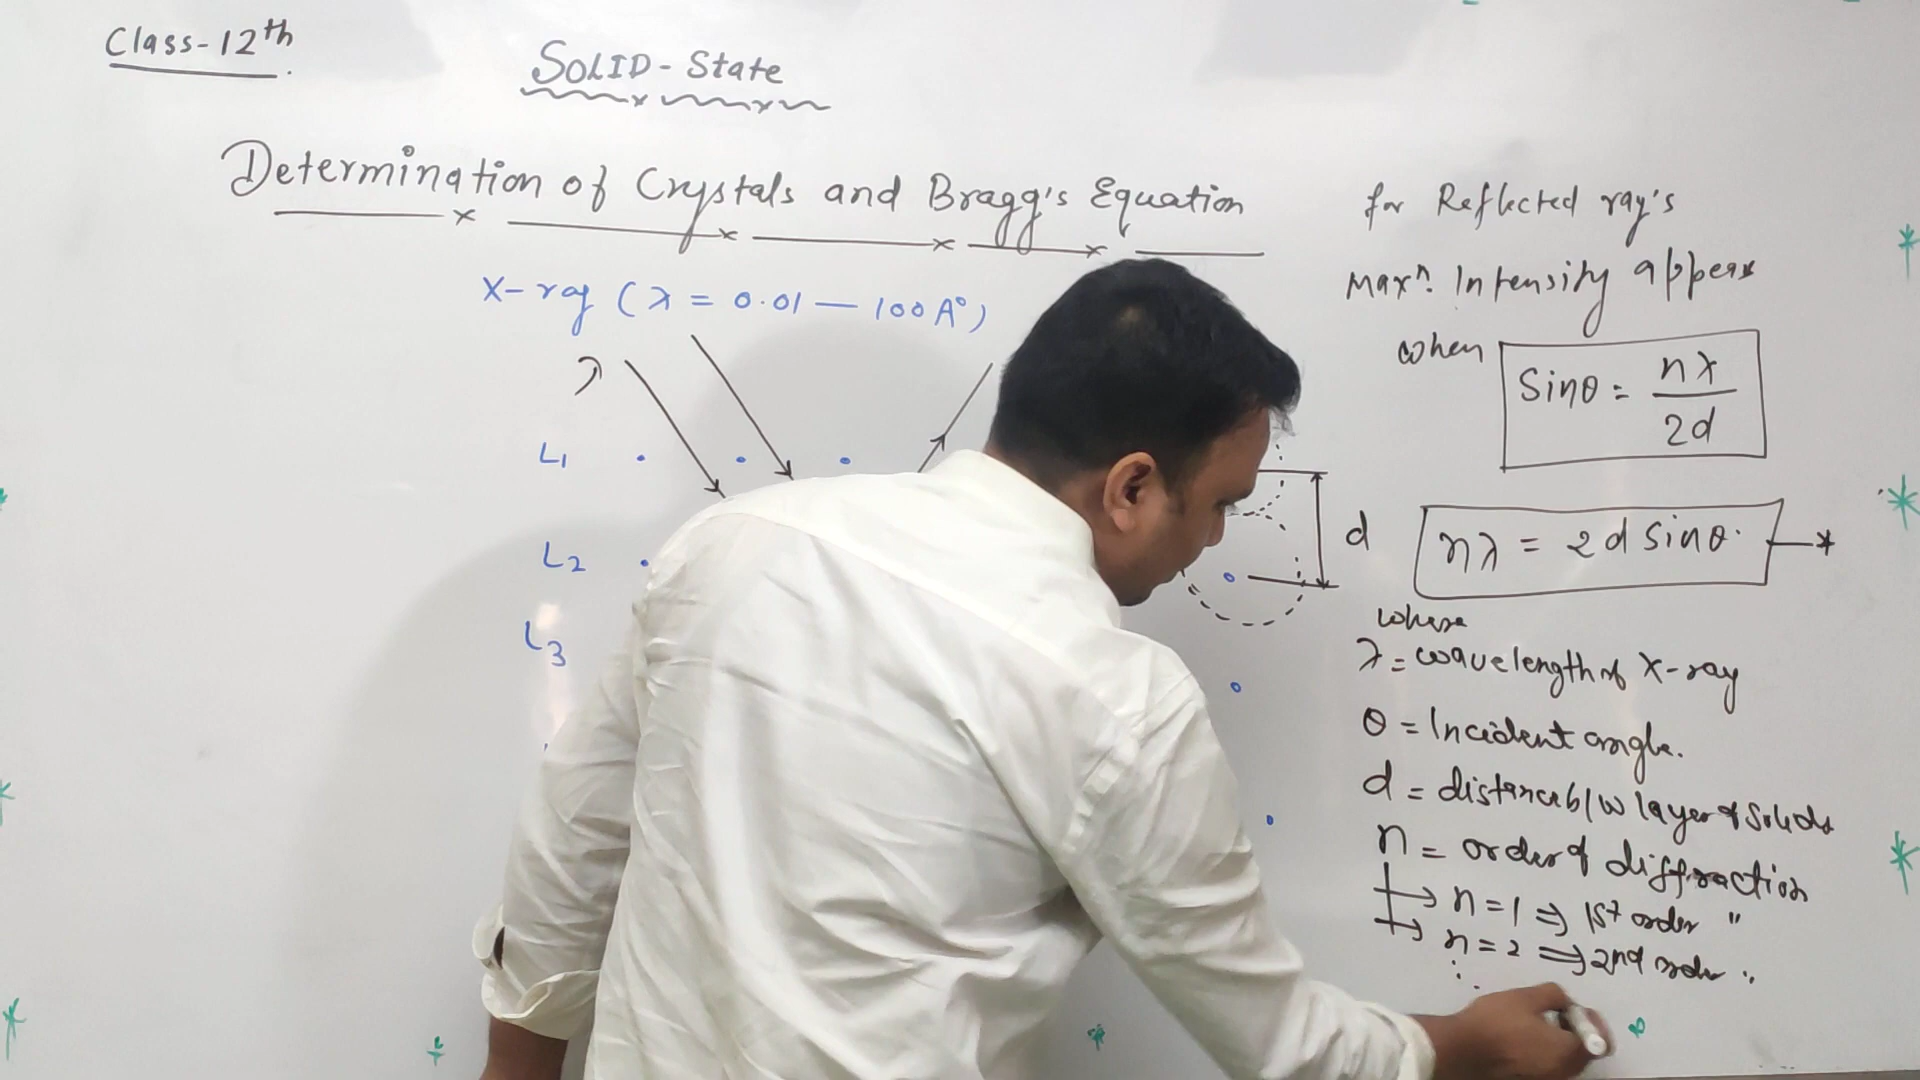 Class-12th
SOLID-State
Determination of Crystals and Bragg's Equation
X-ray (λ = 0.01 — 100 A°)
λ
L1
L2
L3
d
for Reflected ray's
Maxn. Intensity appears
when
Sinθ = nλ/2d
nλ = 2d Sinθ.
where
λ = wavelength of X-ray
θ = Incident angle.
d = distance b/w layer of Solids
n = order of diffraction
n = 1 ⇒ 1st order "
n = 2 ⇒ 2nd order "